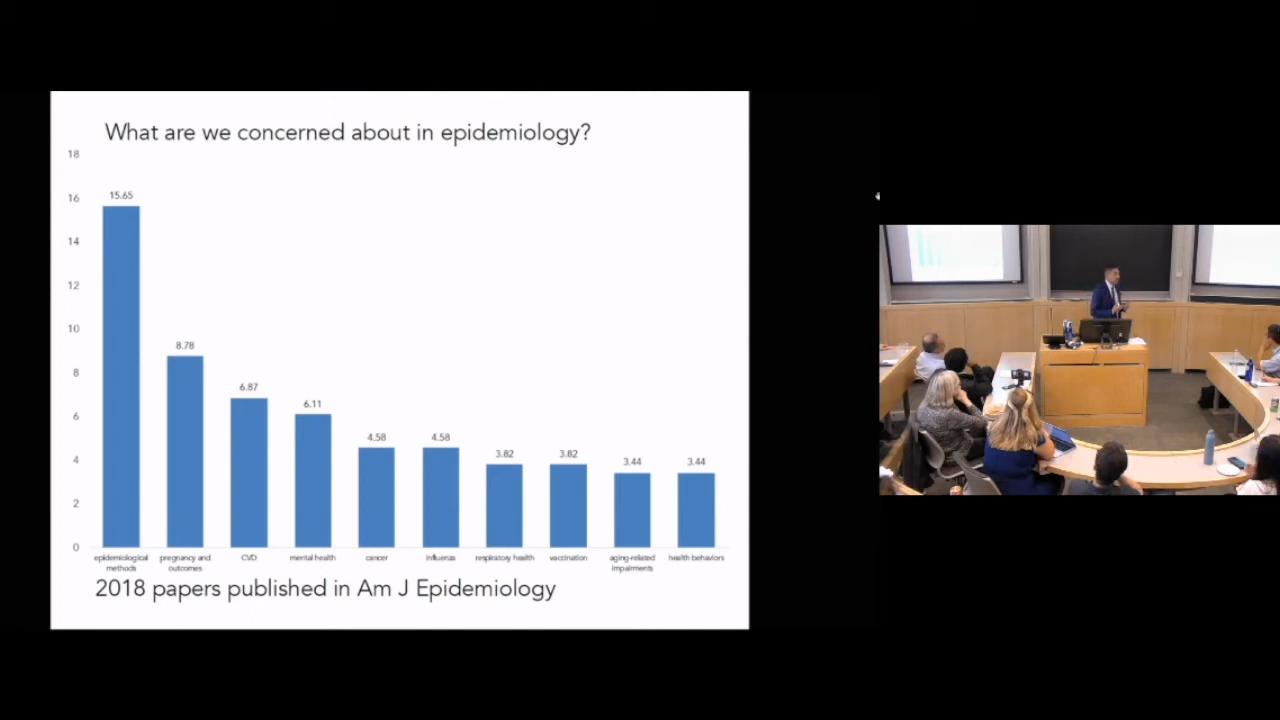 What are we concerned about in epidemiology?
18
16
14
12
10
8
6
4
2
0
15.65
8.78
6.87
6.11
4.58
4.58
3.82
3.82
3.44
3.44
epidemiological methods
pregnancy and outcomes
CVD
mental health
cancer
influenza
respiratory health
vaccination
aging-related impairments
health behaviors
2018 papers published in Am J Epidemiology